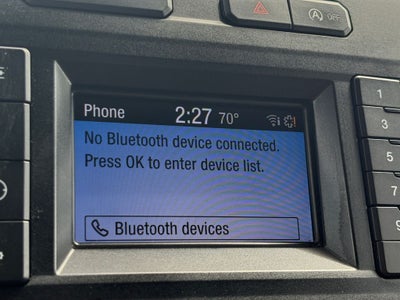 A OFF
Phone 2:27 70°
No Bluetooth device connected.
Press OK to enter device list.
Bluetooth devices
1
3
5
7
9